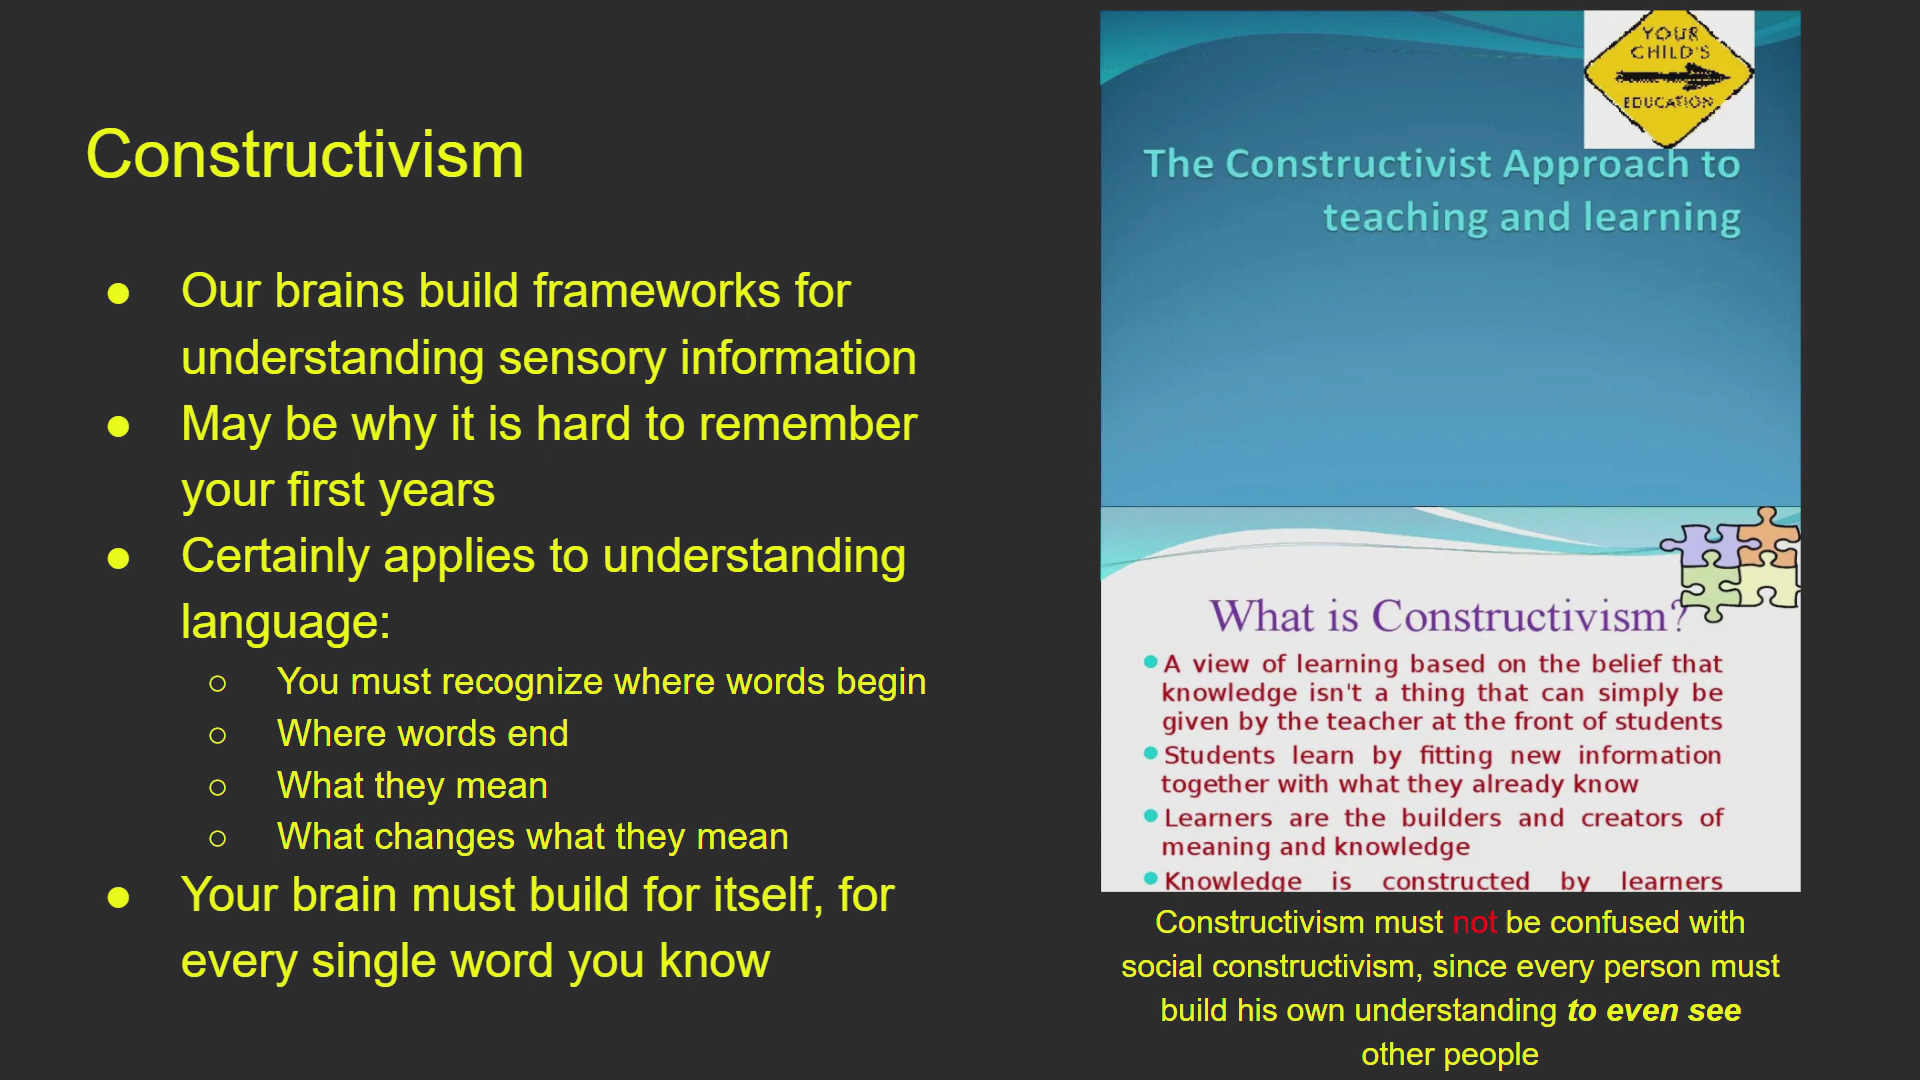 Constructivism
Our brains build frameworks for
understanding sensory information
May be why it is hard to remember
your first years
Certainly applies to understanding
language:
You must recognize where words begin
Where words end
What they mean
What changes what they mean
Your brain must build for itself, for
every single word you know
YOUR
CHILD'S
EDUCATION
The Constructivist Approach to
teaching and learning
What is Constructivism?
A view of learning based on the belief that
knowledge isn't a thing that can simply be
given by the teacher at the front of students
Students learn by fitting new information
together with what they already know
Learners are the builders and creators of
meaning and knowledge
Knowledge is constructed by learners
Constructivism must not be confused with
social constructivism, since every person must
build his own understanding to even see
other people